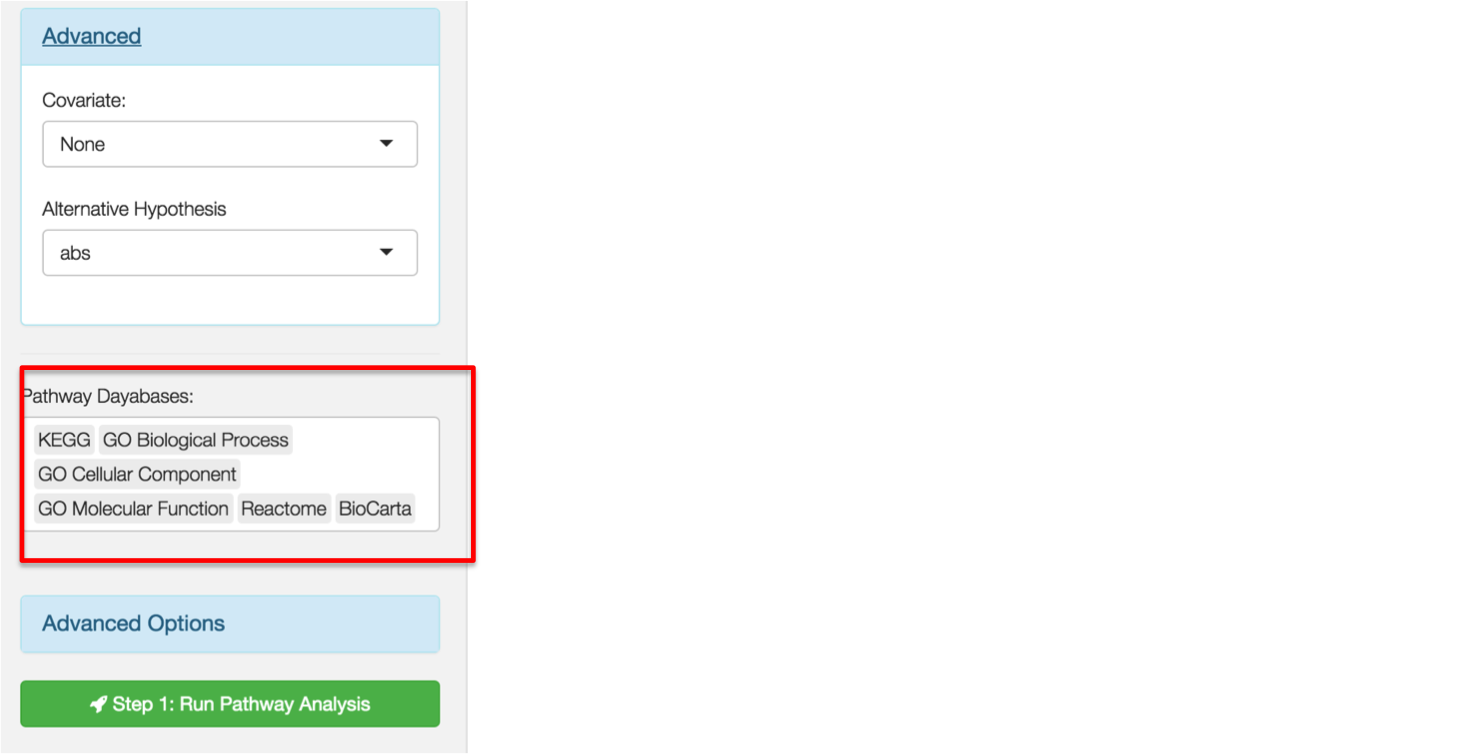 Advanced
Covariate:
None
Alternative Hypothesis
abs
Pathway Dayabases:
KEGG GO Biological Process
GO Cellular Component
GO Molecular Function Reactome BioCarta
Advanced Options
Step 1: Run Pathway Analysis